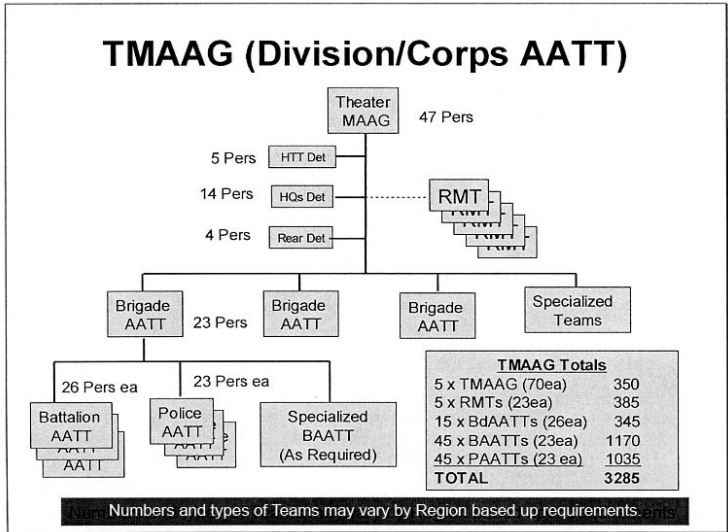 TMAAG (Division/Corps AATT)
Theater
MAAG
47 Pers
5 Pers
HTT Det
14 Pers
HQs Det
RMT
RMT
RMT
4 Pers
Rear Det
Brigade
AATT
23 Pers
Brigade
AATT
Brigade
AATT
Specialized
Teams
26 Pers ea
23 Pers ea
Battalion
AATT
AATT
AATT
Police
AATT
Specialized
BAATT
(As Required)
TMAAG Totals
5 x TMAAG (70ea) 350
5 x RMTs (23ea) 385
15 x BdAATTs (26ea) 345
45 x BAATTs (23ea) 1170
45 x PAATTs (23 ea) 1035
TOTAL 3285
Numbers and types of Teams may vary by Region based up requirements.